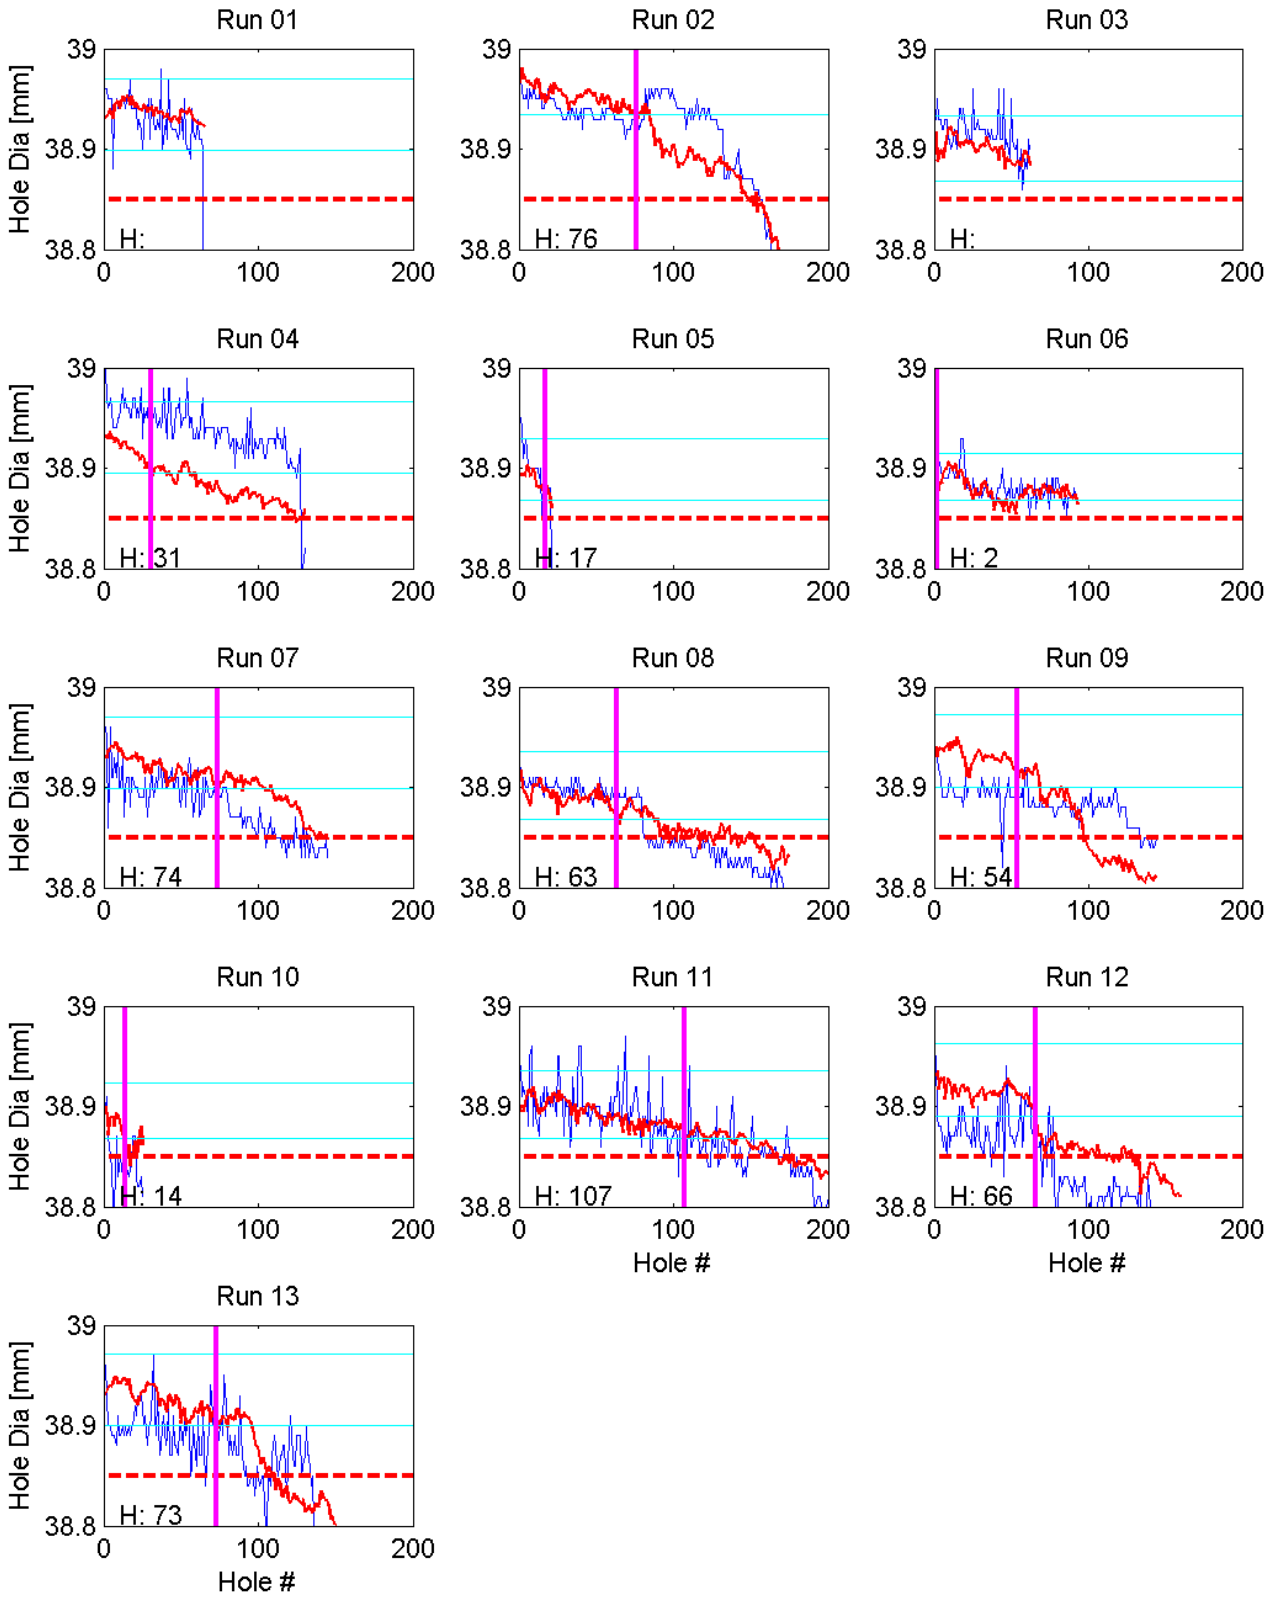 Run 01 Run 02 Run 03
39 39 39
Hole Dia [mm] 38.9 38.9 38.9
H: H: 76 H:
38.8 38.8 38.8
0 100 200 0 100 200 0 100 200
Run 04 Run 05 Run 06
39 39 39
Hole Dia [mm] 38.9 38.9 38.9
H: 31 H: 17 H: 2
38.8 38.8 38.8
0 100 200 0 100 200 0 100 200
Run 07 Run 08 Run 09
39 39 39
Hole Dia [mm] 38.9 38.9 38.9
H: 74 H: 63 H: 54
38.8 38.8 38.8
0 100 200 0 100 200 0 100 200
Run 10 Run 11 Run 12
39 39 39
Hole Dia [mm] 38.9 38.9 38.9
H: 14 H: 107 H: 66
38.8 38.8 38.8
0 100 200 0 100 200 0 100 200
Hole # Hole #
Run 13
39
Hole Dia [mm] 38.9
H: 73
38.8
0 100 200
Hole #